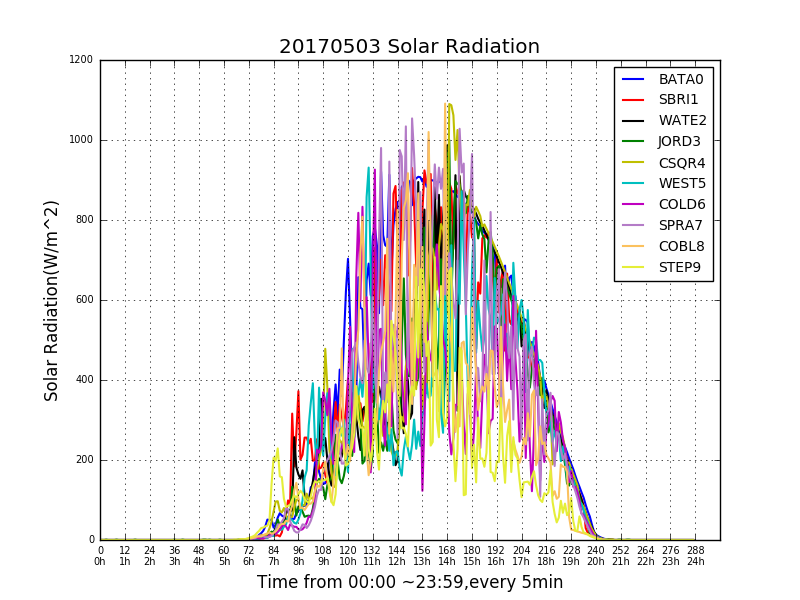 20170503 Solar Radiation
1200
1000
800
600
400
200
0
Solar Radiation(W/m^2)
BATA0
SBRI1
WATE2
JORD3
CSQR4
WEST5
COLD6
SPRA7
COBL8
STEP9
0 12 24 36 48 60 72 84 96 108 120 132 144 156 168 180 192 204 216 228 240 252 264 276 288
0h 1h 2h 3h 4h 5h 6h 7h 8h 9h 10h 11h 12h 13h 14h 15h 16h 17h 18h 19h 20h 21h 22h 23h 24h
Time from 00:00 ~23:59,every 5min